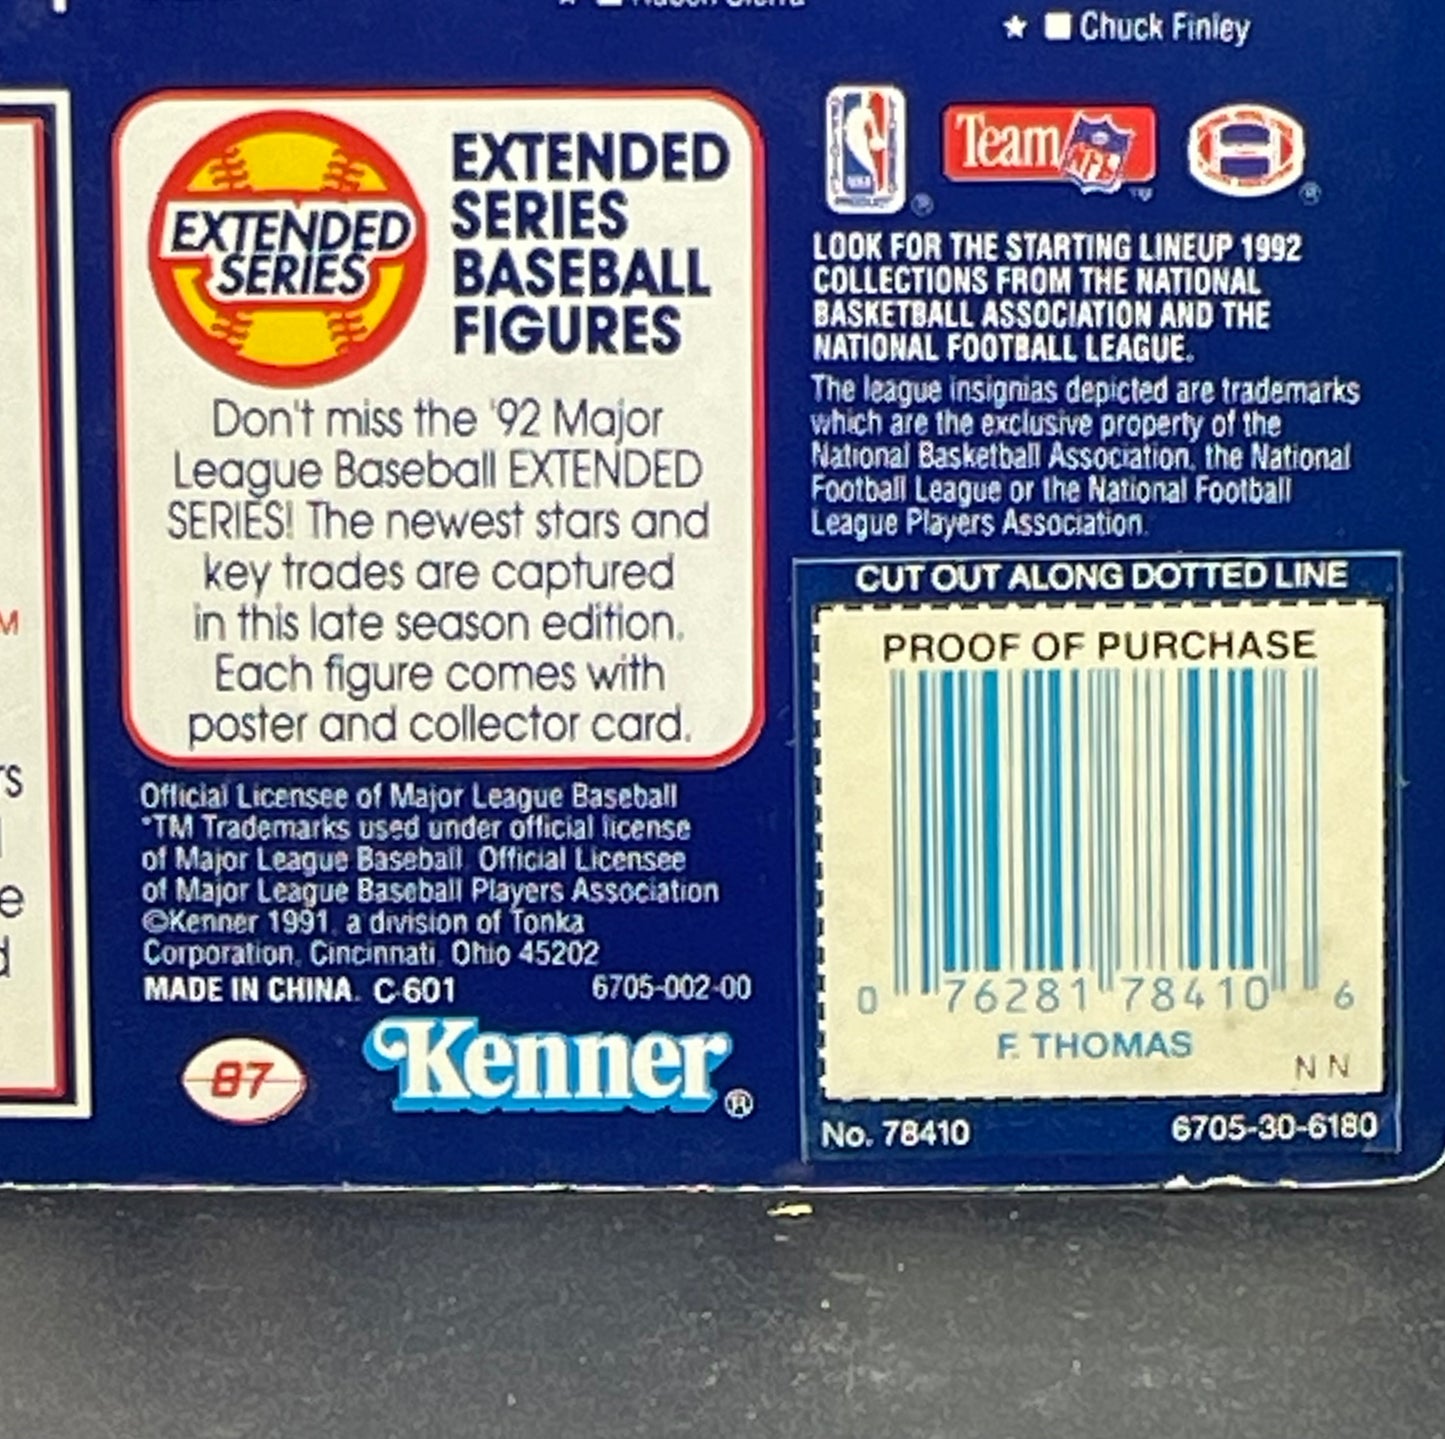 ★ Chuck Finley
EXTENDED
SERIES
EXTENDED
SERIES
BASEBALL
FIGURES
Don't miss the '92 Major
League Baseball EXTENDED
SERIES! The newest stars and
key trades are captured
in this late season edition.
Each figure comes with
poster and collector card.
Official Licensee of Major League Baseball
*TM Trademarks used under official license
of Major League Baseball. Official Licensee
of Major League Baseball Players Association
©Kenner 1991, a division of Tonka
Corporation, Cincinnati, Ohio 45202
MADE IN CHINA. C-601 6705-002-00
87
Kenner®
Team NFL™
®
®
LOOK FOR THE STARTING LINEUP 1992
COLLECTIONS FROM THE NATIONAL
BASKETBALL ASSOCIATION AND THE
NATIONAL FOOTBALL LEAGUE.
The league insignias depicted are trademarks
which are the exclusive property of the
National Basketball Association, the National
Football League or the National Football
League Players Association.
CUT OUT ALONG DOTTED LINE
PROOF OF PURCHASE
0 76281 78410 6
F. THOMAS
N N
No. 78410 6705-30-6180